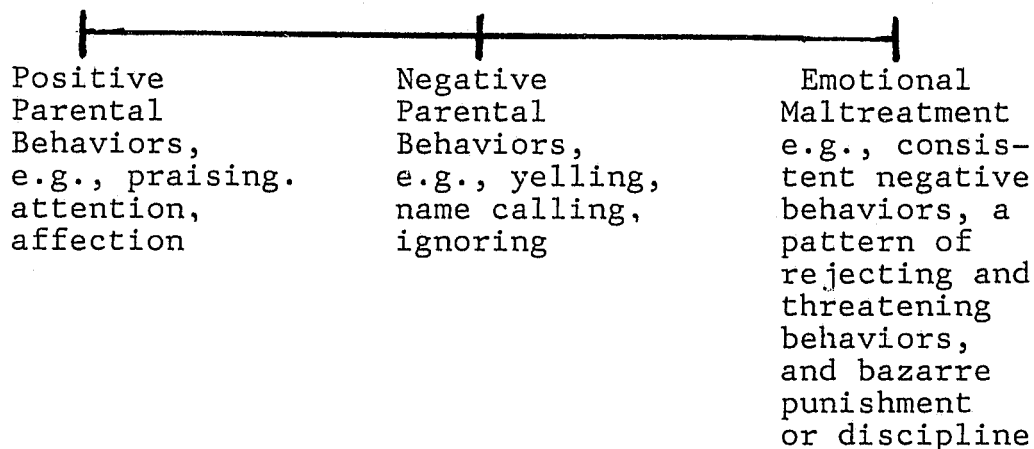 Positive
Parental
Behaviors,
e.g., praising.
attention,
affection
Negative
Parental
Behaviors,
e.g., yelling,
name calling,
ignoring
Emotional
Maltreatment
e.g., consis-
tent negative
behaviors, a
pattern of
rejecting and
threatening
behaviors,
and bazarre
punishment
or discipline